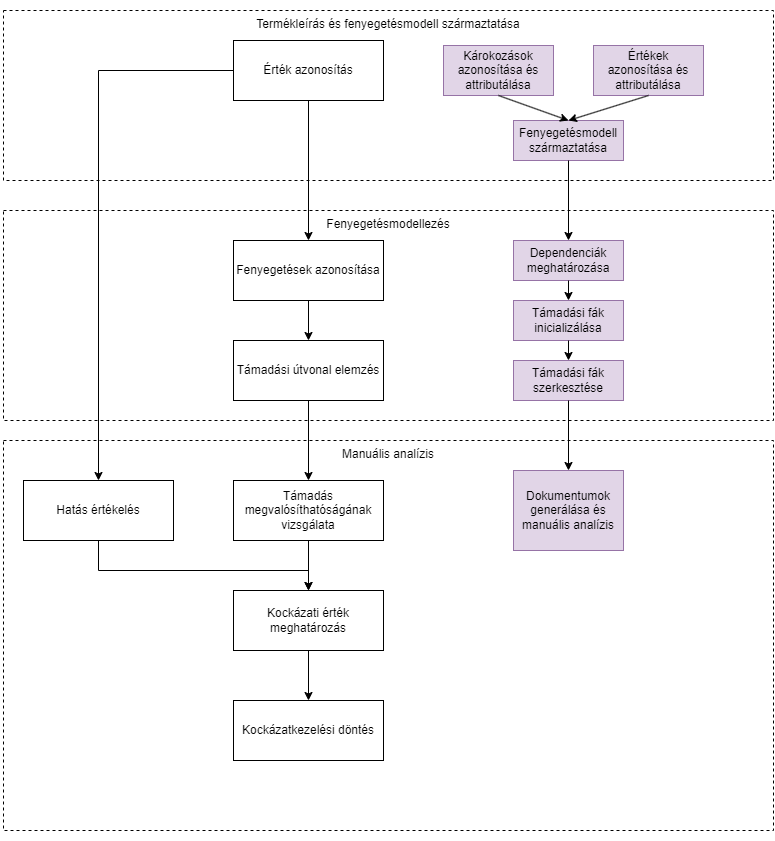 Termékleírás és fenyegetésmodell származtatása
Érték azonosítás
Károkozások
azonosítása és
attributálása
Értékek
azonosítása és
attributálása
Fenyegetésmodell
származtatása
Fenyegetésmodellezés
Fenyegetések azonosítása
Dependenciák
meghatározása
Támadási fák
inicializálása
Támadási útvonal elemzés
Támadási fák
szerkesztése
Manuális analízis
Hatás értékelés
Támadás
megvalósíthatóságának
vizsgálata
Dokumentumok
generálása és
manuális analízis
Kockázati érték
meghatározás
Kockázatkezelési döntés